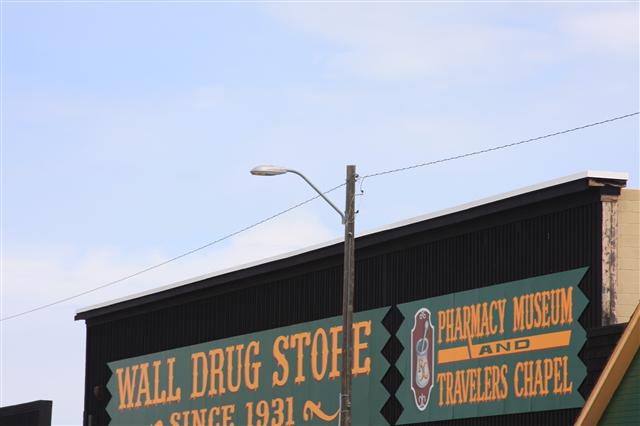 WALL DRUG STORE
SINCE 1931
PHARMACY MUSEUM
AND
TRAVELERS CHAPEL